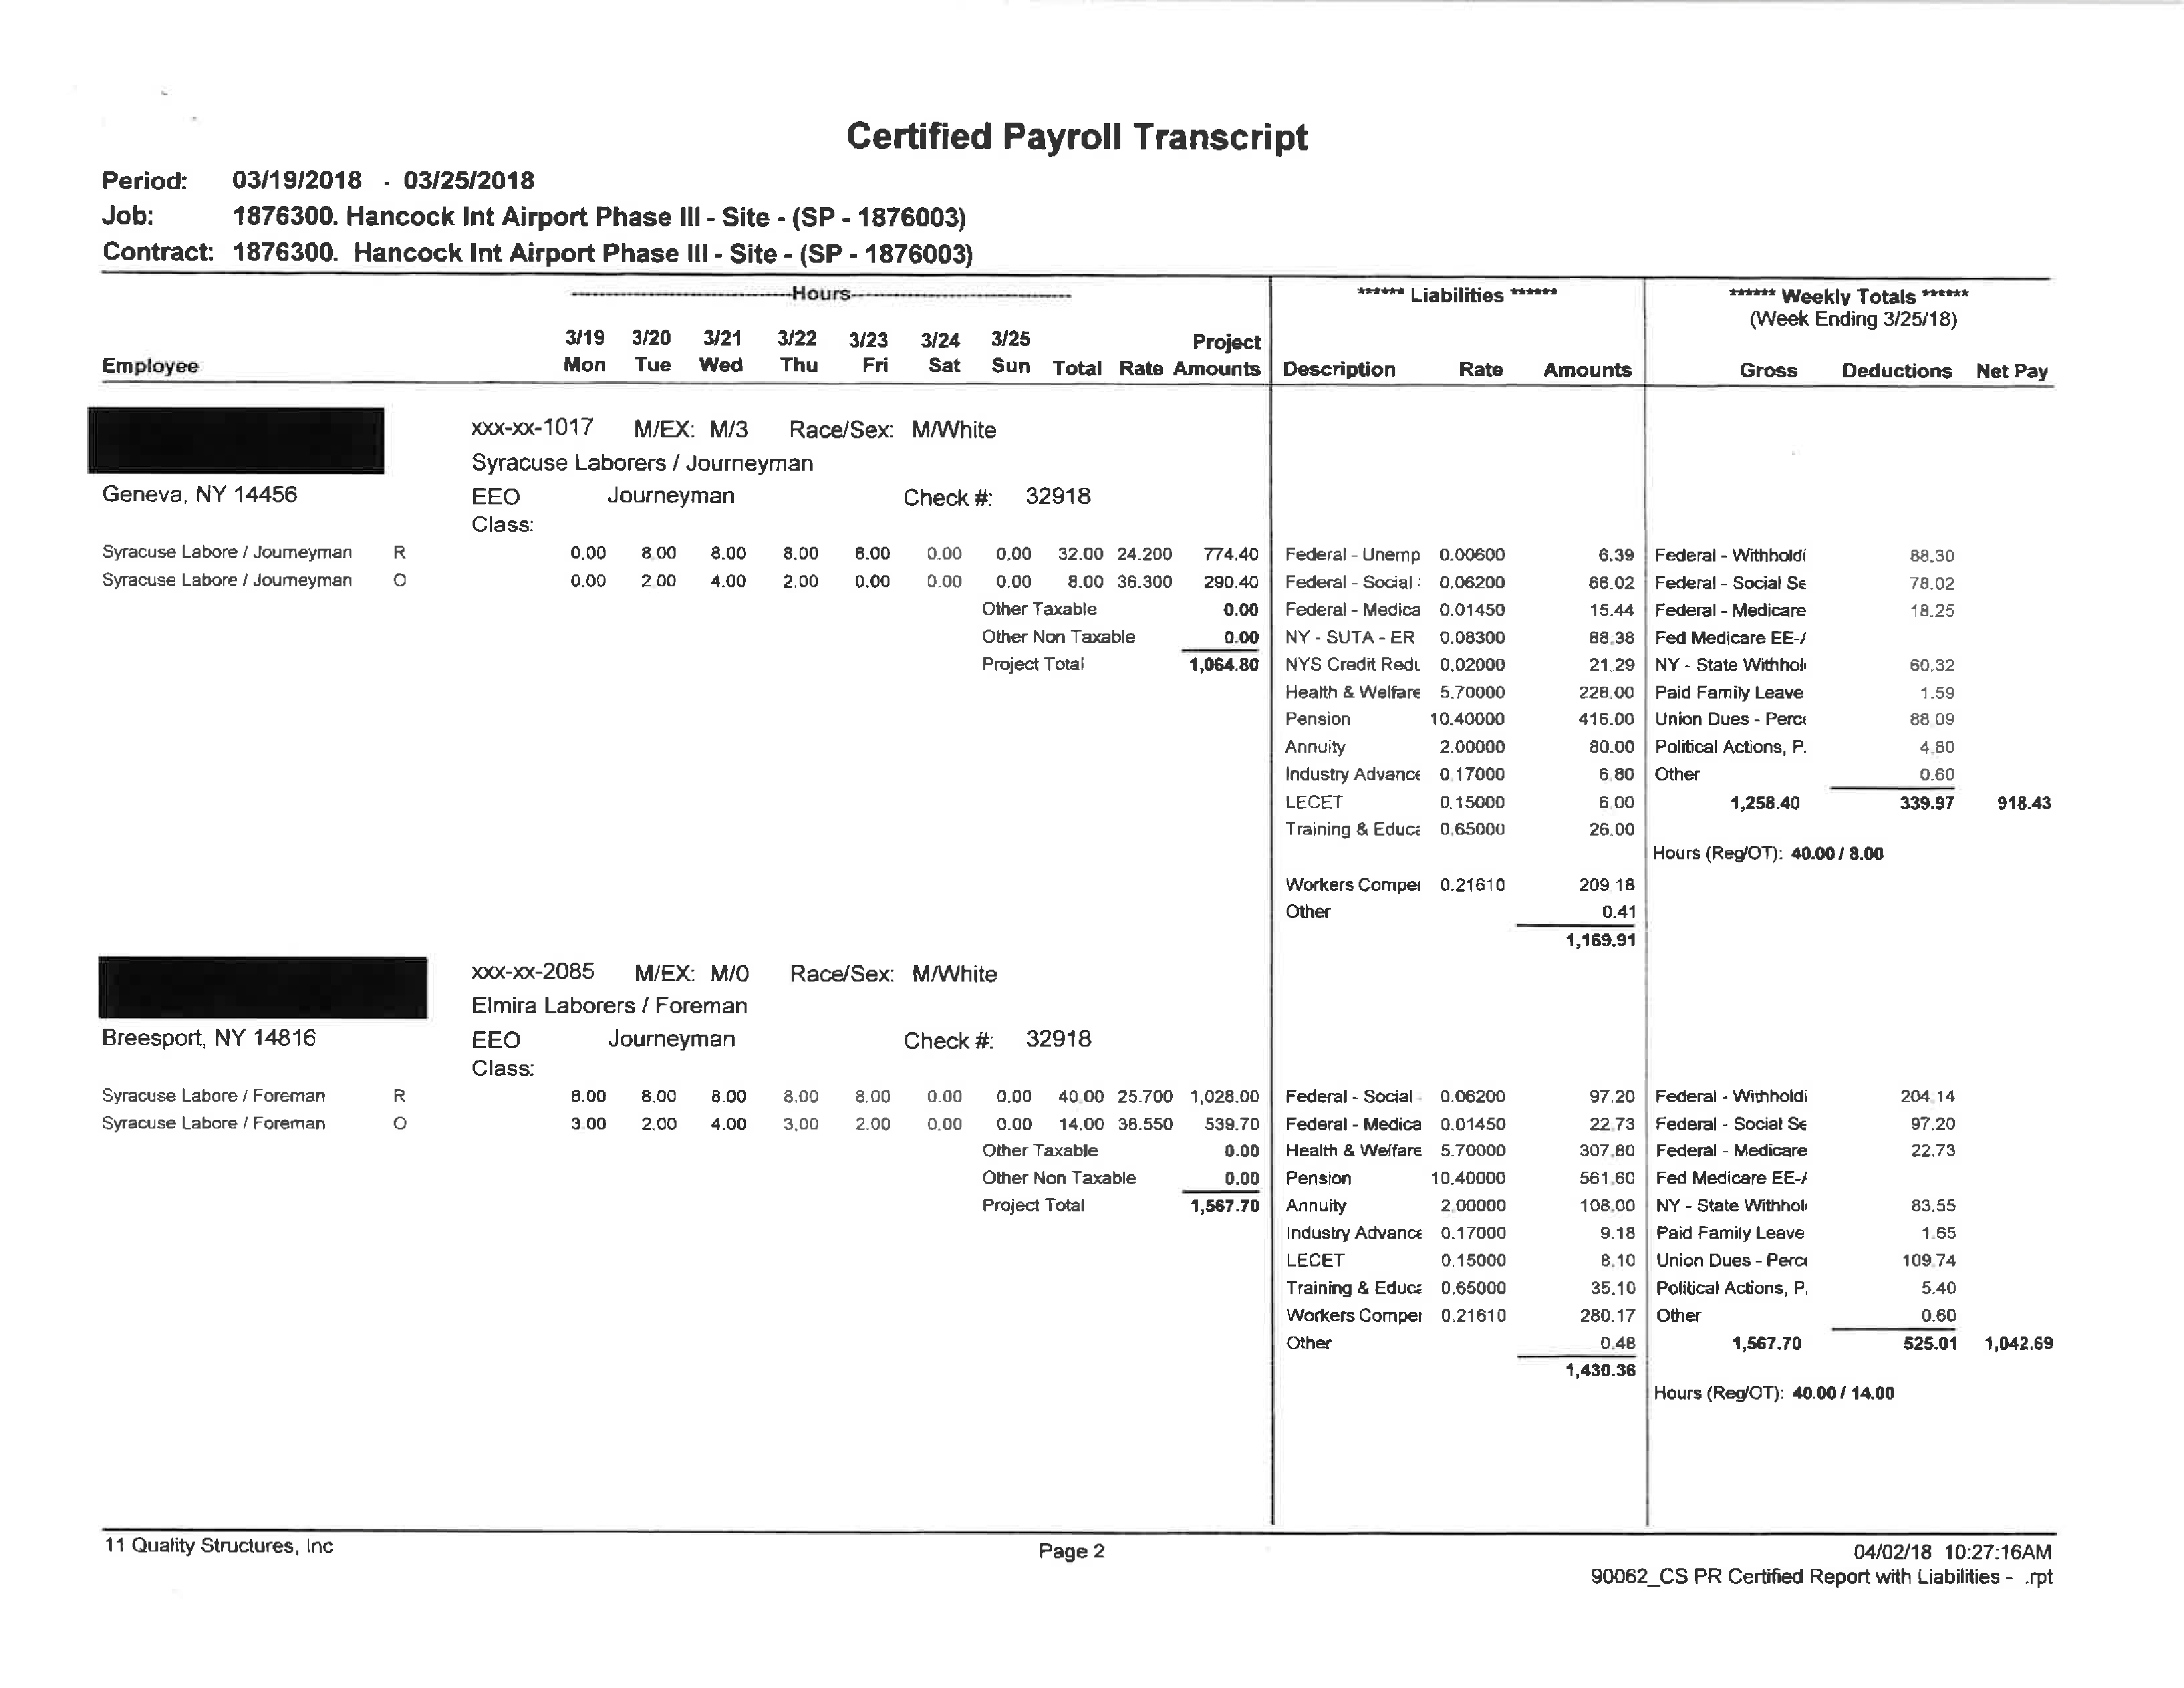 Certified Payroll Transcript
Period: 03/19/2018 - 03/25/2018
Job: 1876300. Hancock Int Airport Phase III - Site - (SP - 1876003)
Contract: 1876300. Hancock Int Airport Phase III - Site - (SP - 1876003)
----Hours---- ****** Liabilities ****** ****** Weekly Totals ******
(Week Ending 3/25/18)
3/19 3/20 3/21 3/22 3/23 3/24 3/25 Project
Employee Mon Tue Wed Thu Fri Sat Sun Total Rate Amounts Description Rate Amounts Gross Deductions Net Pay
xxx-xx-1017 M/EX: M/3 Race/Sex: M/White
Syracuse Laborers / Journeyman
Geneva, NY 14456 EEO Journeyman Check #: 32918
Class:
Syracuse Labore / Journeyman R 0.00 8.00 8.00 8.00 8.00 0.00 0.00 32.00 24.200 774.40 Federal - Unemp 0.00600 6.39 Federal - Withholdi 88.30
Syracuse Labore / Journeyman O 0.00 2.00 4.00 2.00 0.00 0.00 0.00 8.00 36.300 290.40 Federal - Social : 0.06200 66.02 Federal - Social Se 78.02
Other Taxable 0.00 Federal - Medica 0.01450 15.44 Federal - Medicare 18.25
Other Non Taxable 0.00 NY - SUTA - ER 0.08300 88.38 Fed Medicare EE-/
Project Total 1,064.80 NYS Credit Redu 0.02000 21.29 NY - State Withhol 60.32
Health & Welfare 5.70000 228.00 Paid Family Leave 1.59
Pension 10.40000 416.00 Union Dues - Perce 88.09
Annuity 2.00000 80.00 Political Actions, P. 4.80
Industry Advance 0.17000 6.80 Other 0.60
LECET 0.15000 6.00 1,258.40 339.97 918.43
Training & Educa 0.65000 26.00
Hours (Reg/OT): 40.00 / 8.00
Workers Comper 0.21610 209.18
Other 0.41
1,169.91
xxx-xx-2085 M/EX: M/0 Race/Sex: M/White
Elmira Laborers / Foreman
Breesport, NY 14816 EEO Journeyman Check #: 32918
Class:
Syracuse Labore / Foreman R 8.00 8.00 8.00 8.00 8.00 0.00 0.00 40.00 25.700 1,028.00 Federal - Social 0.06200 97.20 Federal - Withholdi 204.14
Syracuse Labore / Foreman O 3.00 2.00 4.00 3.00 2.00 0.00 0.00 14.00 38.550 539.70 Federal - Medica 0.01450 22.73 Federal - Social Se 97.20
Other Taxable 0.00 Health & Welfare 5.70000 307.80 Federal - Medicare 22.73
Other Non Taxable 0.00 Pension 10.40000 561.60 Fed Medicare EE-/
Project Total 1,567.70 Annuity 2.00000 108.00 NY - State Withhol 83.55
Industry Advance 0.17000 9.18 Paid Family Leave 1.65
LECET 0.15000 8.10 Union Dues - Perce 109.74
Training & Educa 0.65000 35.10 Political Actions, P. 5.40
Workers Comper 0.21610 280.17 Other 0.60
Other 0.48 1,567.70 525.01 1,042.69
1,430.36
Hours (Reg/OT): 40.00 / 14.00
11 Quality Structures, Inc Page 2 04/02/18 10:27:16AM
90062_CS PR Certified Report with Liabilities - .rpt